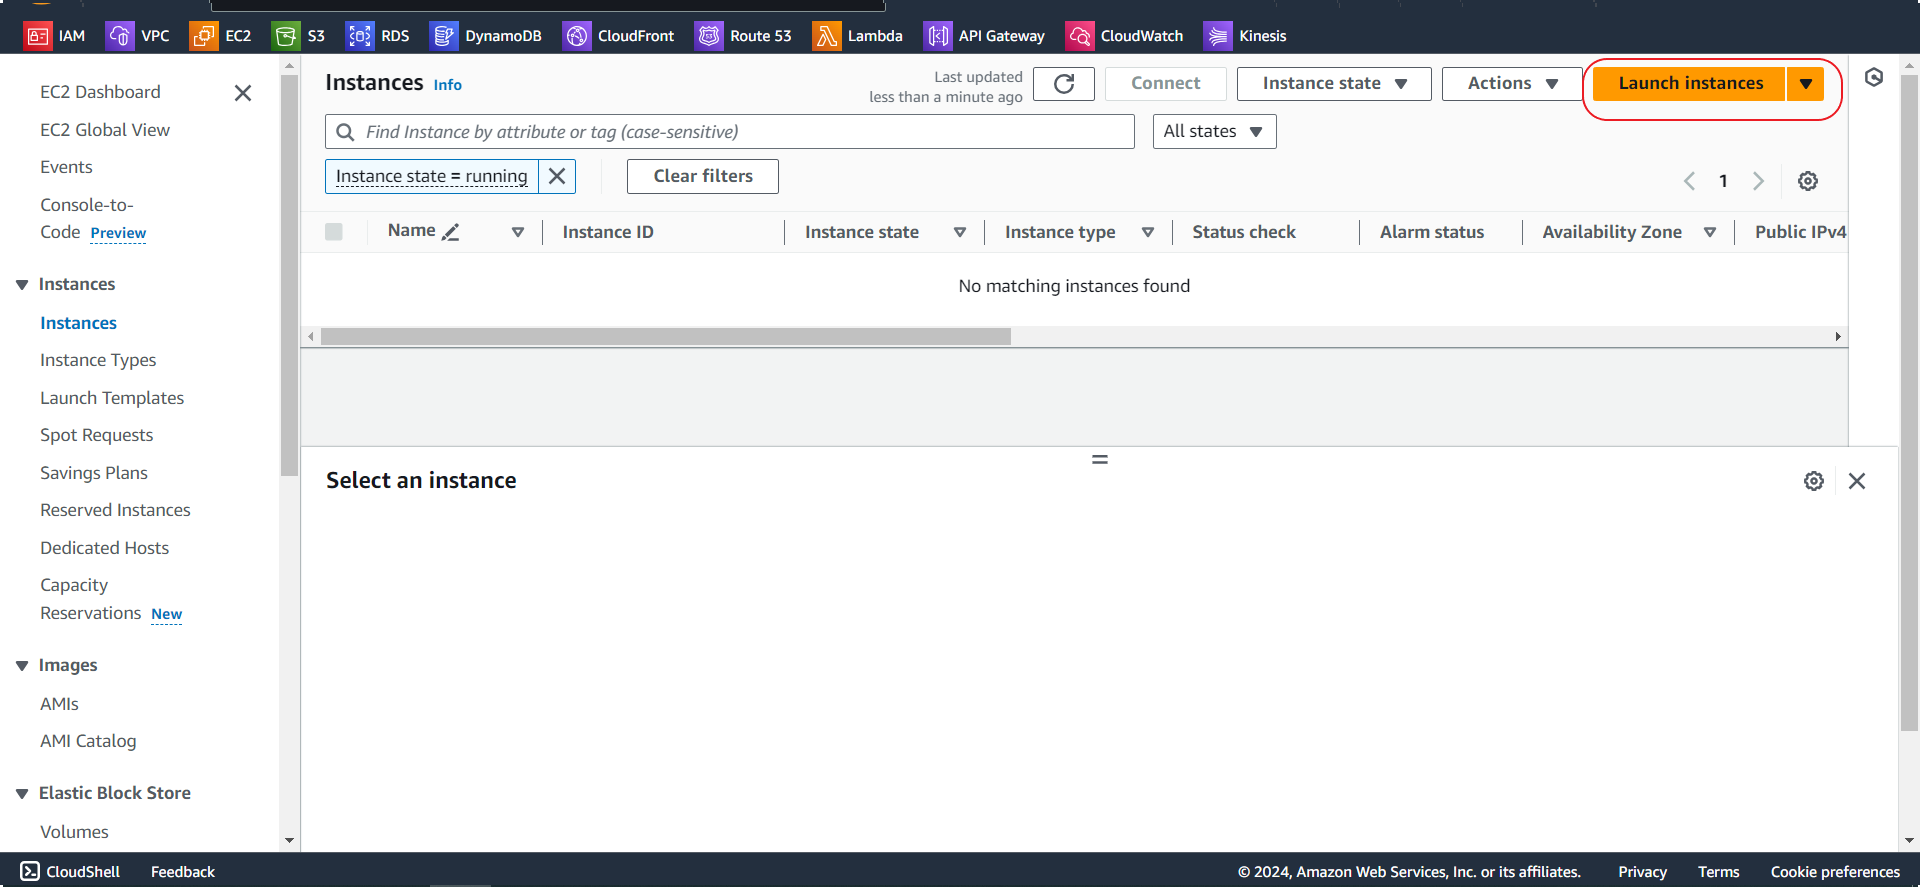 IAM VPC EC2 S3 RDS DynamoDB CloudFront Route 53 Lambda API Gateway CloudWatch Kinesis
EC2 Dashboard
EC2 Global View
Events
Console-to-
Code Preview
Instances
Instances
Instance Types
Launch Templates
Spot Requests
Savings Plans
Reserved Instances
Dedicated Hosts
Capacity
Reservations New
Images
AMIs
AMI Catalog
Elastic Block Store
Volumes
Instances Info
Last updated
less than a minute ago
Connect Instance state Actions Launch instances
Find Instance by attribute or tag (case-sensitive) All states
Instance state = running Clear filters
1
Name Instance ID Instance state Instance type Status check Alarm status Availability Zone Public IPv4
No matching instances found
Select an instance
CloudShell Feedback © 2024, Amazon Web Services, Inc. or its affiliates. Privacy Terms Cookie preferences